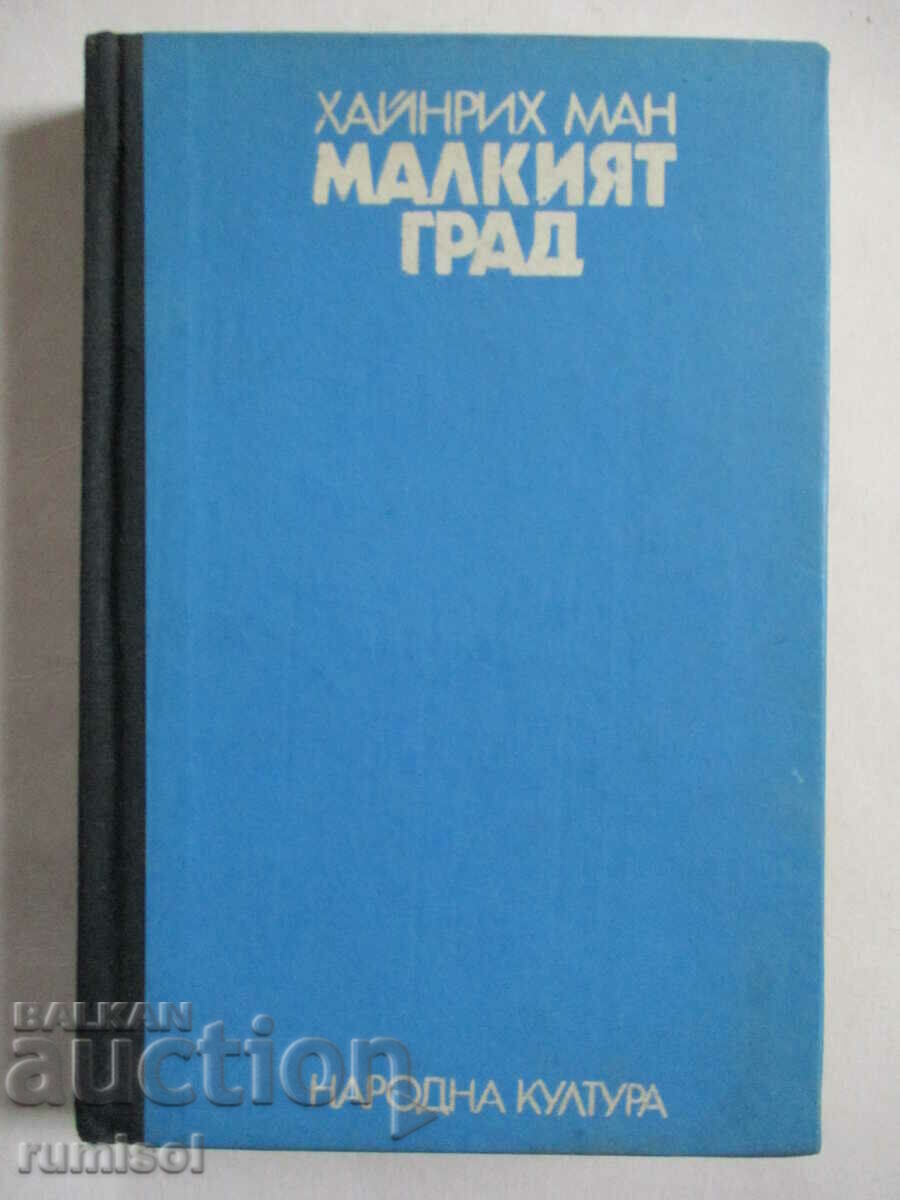 ХАЙНРИХ МАН
МАЛКИЯТ
ГРАД
НАРОДНА КУЛТУРА
BALKAN
auction
rumisol